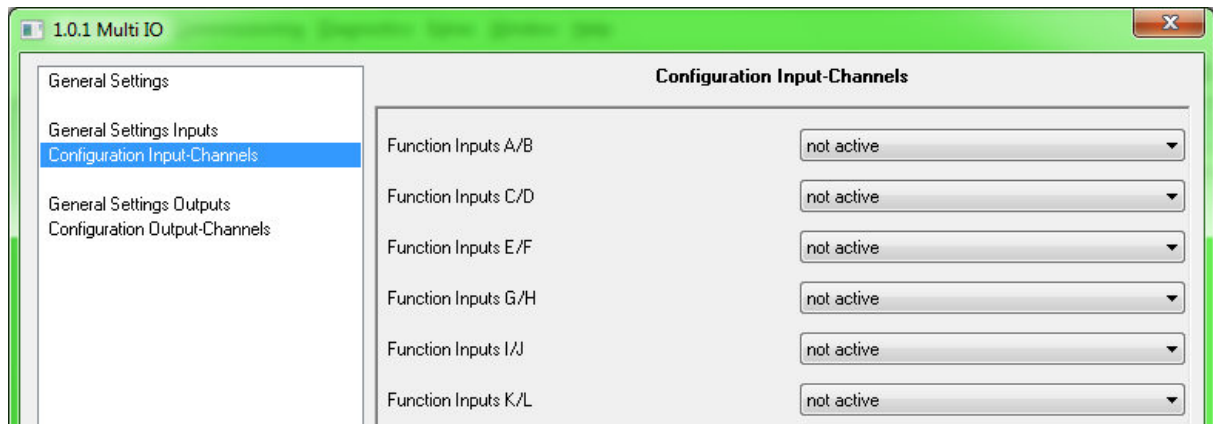 1.0.1 Multi IO
General Settings
General Settings Inputs
Configuration Input-Channels
General Settings Outputs
Configuration Output-Channels
Configuration Input-Channels
Function Inputs A/B not active
Function Inputs C/D not active
Function Inputs E/F not active
Function Inputs G/H not active
Function Inputs I/J not active
Function Inputs K/L not active